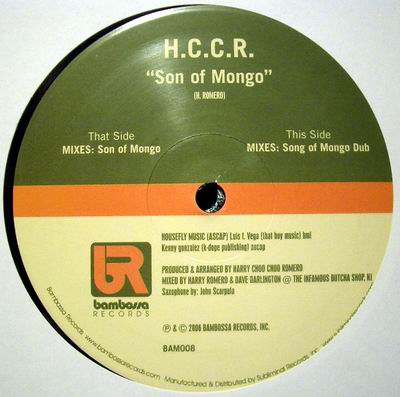 H.C.C.R.
“Son of Mongo”
(H. ROMERO)
That Side
MIXES: Son of Mongo
This Side
MIXES: Song of Mongo Dub
HOUSEFLY MUSIC (ASCAP) Luis F. Vega (that boy music) bmi
Kenny gonzalez (k-dope publishing) ascap
PRODUCED & ARRANGED BY HARRY CHOO CHOO ROMERO
MIXED BY HARRY ROMERO & DAVE DARLINGTON @ THE INFAMOUS BUTCHA SHOP, NJ
Saxophone by: John Scarpulla
bambossa
RECORDS
℗ & © 2006 BAMBOSSA RECORDS, INC.
BAM008
Bambossa Records
www.bambossarecords.com
Manufactured & Distributed by Subliminal Records, Inc.